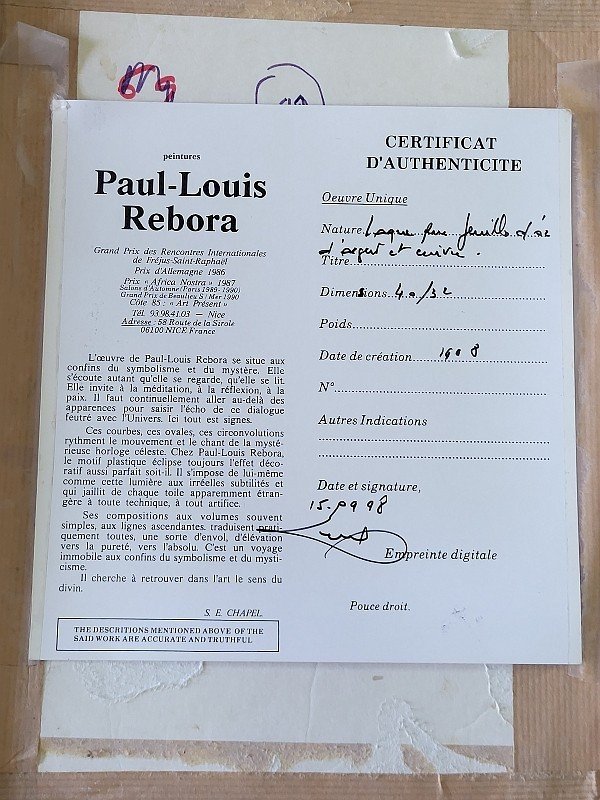 peintures
Paul-Louis
Rebora
Grand Prix des Rencontres Internationales
de Fréjus-Saint-Raphaël
Prix d'Allemagne 1986
Prix « Africa Nostra » 1987
Salons d'Automne (Paris 1989-1990)
Grand Prix de Beaulieu S/Mer 1990
Côte 85 : « Art Présent »
Tél. 93.98.41.03 — Nice
Adresse : 58 Route de la Sirole
06100 NICE France
L'œuvre de Paul-Louis Rebora se situe aux
confins du symbolisme et du mystère. Elle
s'écoute autant qu'elle se regarde, qu'elle se lit.
Elle invite à la méditation, à la réflexion, à la
paix. Il faut continuellement aller au-delà des
apparences pour saisir l'écho de ce dialogue
feutré avec l'Univers. Ici tout est signes.
Ces courbes, ces ovales, ces circonvolutions
rythment le mouvement et le chant de la mysté-
rieuse horloge céleste. Chez Paul-Louis Rebora,
le motif plastique éclipse toujours l'effet déco-
ratif aussi parfait soit-il. Il s'impose de lui-même
comme cette lumière aux irréelles subtilités et
qui jaillit de chaque toile apparemment étran-
gère à toute technique, à tout artifice.
Ses compositions aux volumes souvent
simples, aux lignes ascendantes. traduisent prati-
quement toutes, une sorte d'envol, d'élévation
vers la pureté, vers l'absolu. C'est un voyage
immobile aux confins du symbolisme et du mysti-
cisme.
Il cherche à retrouver dans l'art le sens du
divin.
S. E. CHAPEL.
THE DESCRITIONS MENTIONED ABOVE OF THE
SAID WORK ARE ACCURATE AND TRUTHFUL
CERTIFICAT
D'AUTHENTICITE
Oeuvre Unique
Nature Laque sur feuilles d'or
d'argent et cuivre.
Titre
Dimensions 40/32
Poids
Date de création 1908
N°
Autres Indications
Date et signature,
15-0998
Empreinte digitale
Pouce droit.